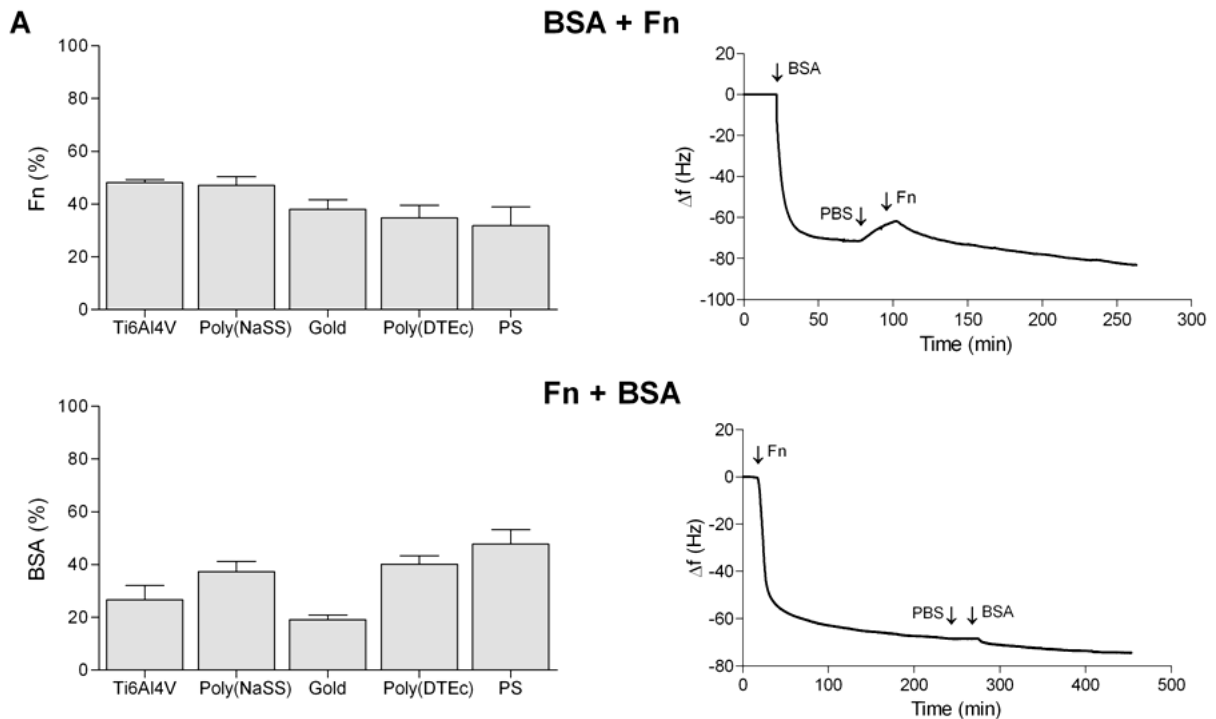 A
BSA + Fn
100
80
60
40
20
0
Fn (%)
Ti6Al4V Poly(NaSS) Gold Poly(DTEc) PS
20
0
-20
-40
-60
-80
-100
Δf (Hz)
↓ BSA
PBS ↓
↓ Fn
0 50 100 150 200 250 300
Time (min)
Fn + BSA
100
80
60
40
20
0
BSA (%)
Ti6Al4V Poly(NaSS) Gold Poly(DTEc) PS
20
0
-20
-40
-60
-80
Δf (Hz)
↓ Fn
PBS ↓ ↓ BSA
0 100 200 300 400 500
Time (min)